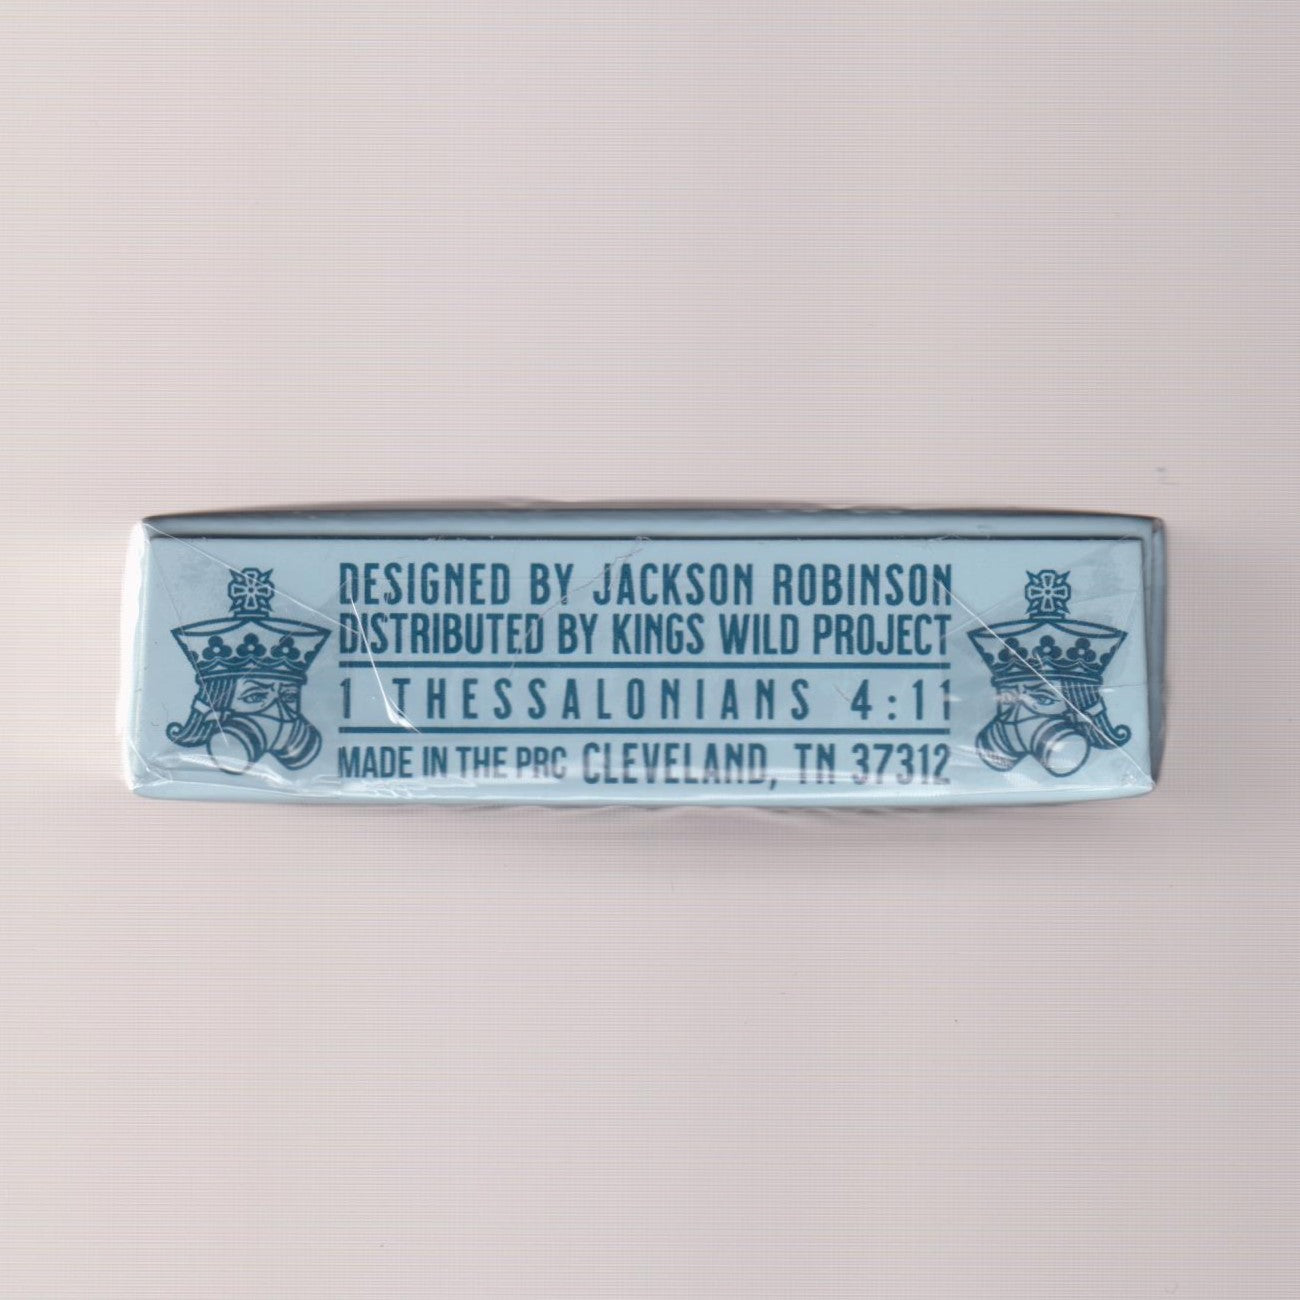 DESIGNED BY JACKSON ROBINSON
DISTRIBUTED BY KINGS WILD PROJECT
1 THESSALONIANS 4:11
MADE IN THE PRC CLEVELAND, TN 37312